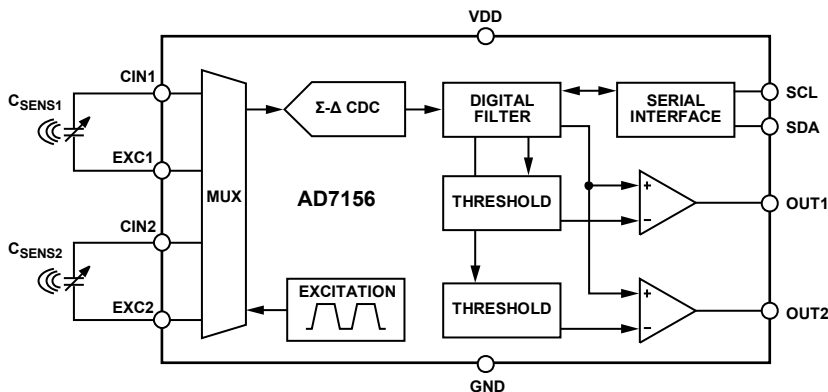 VDD
CIN1
CSENS1
EXC1
CIN2
CSENS2
EXC2
MUX
Σ-Δ CDC
AD7156
EXCITATION
DIGITAL
FILTER
THRESHOLD
THRESHOLD
SERIAL
INTERFACE
SCL
SDA
+
−
OUT1
+
−
OUT2
GND